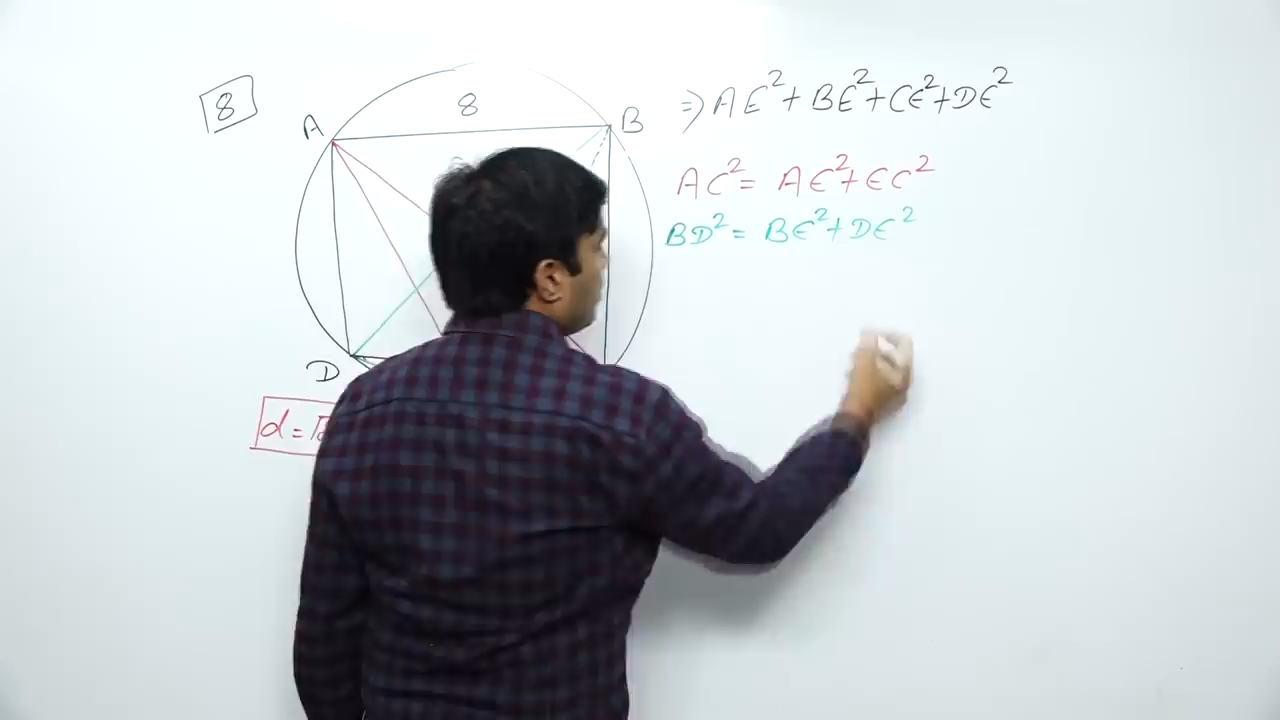 8
A 8 B
D
d =
⇒ AE² + BE² + CE² + DE²
AC² = AE² + EC²
BD² = BE² + DE²